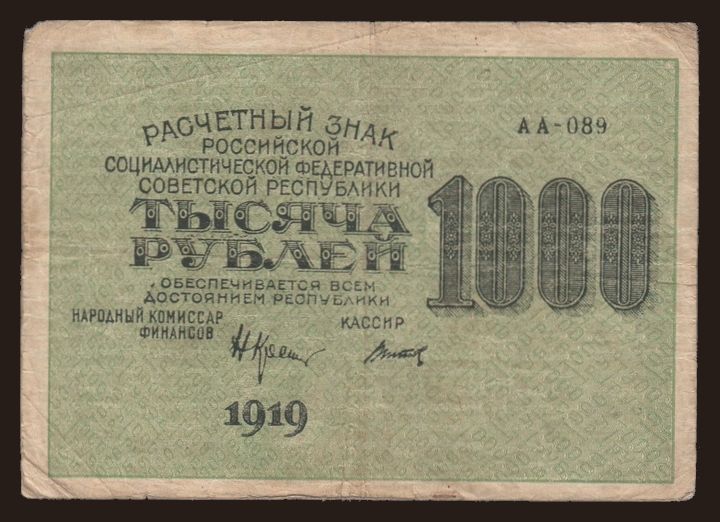 РАСЧЕТНЫЙ ЗНАК
РОССИЙСКОЙ
СОЦИАЛИСТИЧЕСКОЙ ФЕДЕРАТИВНОЙ
СОВЕТСКОЙ РЕСПУБЛИКИ
ТЫСЯЧА
РУБЛЕЙ
ОБЕСПЕЧИВАЕТСЯ ВСЕМ
ДОСТОЯНИЕМ РЕСПУБЛИКИ
НАРОДНЫЙ КОМИССАР
ФИНАНСОВ
КАССИР
1919
АА-089
1000